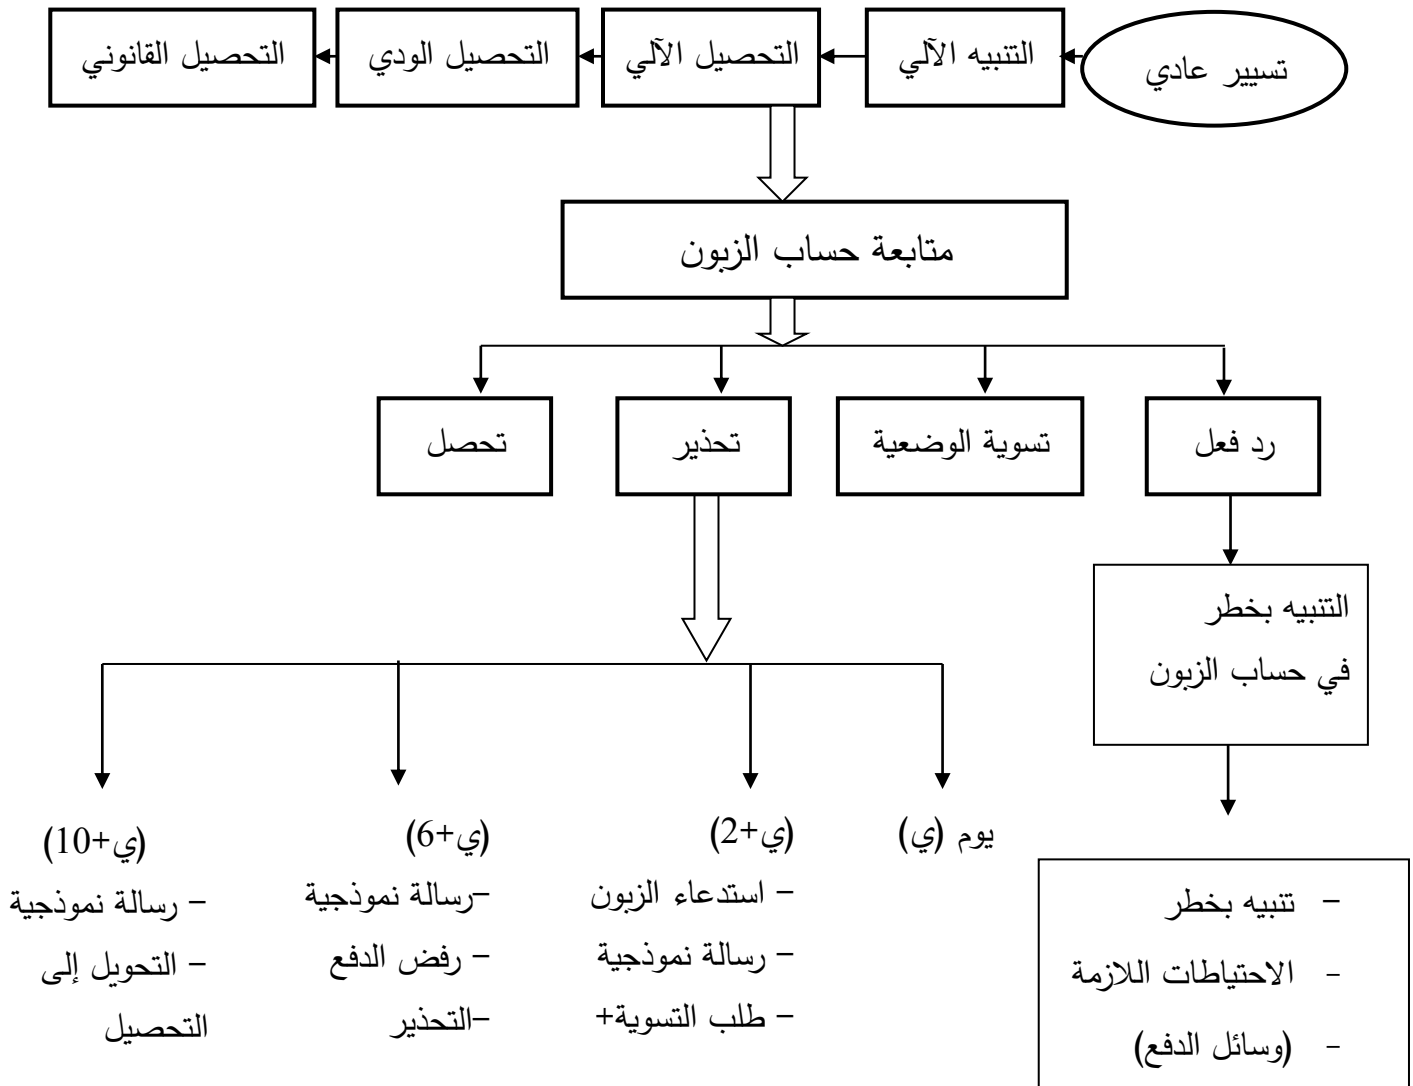 تسيير عادي
التنبيه الآلي
التحصيل الآلي
التحصيل الودي
التحصيل القانوني
متابعة حساب الزبون
رد فعل
تسوية الوضعية
تحذير
تحصل
التنبيه بخطر
في حساب الزبون
يوم (ي)
(ي+2)
– استدعاء الزبون
– رسالة نموذجية
– طلب التسوية+
(ي+6)
–رسالة نموذجية
– رفض الدفع
–التحذير
(ي+10)
– رسالة نموذجية
– التحويل إلى
التحصيل
– تنبيه بخطر
- الاحتياطات اللازمة
- (وسائل الدفع)